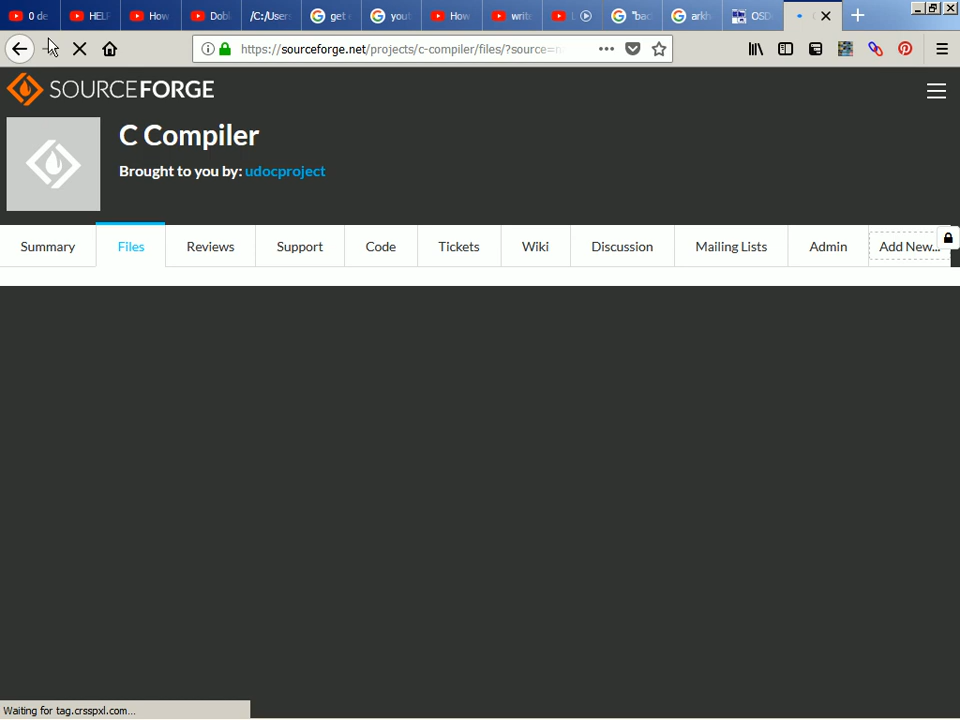 0 de HELP How Dobl /C:/Users get yout How write L "bac arkh OSD
https://sourceforge.net/projects/c-compiler/files/?source=n
SOURCEFORGE
C Compiler
Brought to you by: udocproject
Summary Files Reviews Support Code Tickets Wiki Discussion Mailing Lists Admin Add New...
Waiting for tag.crsspxl.com...